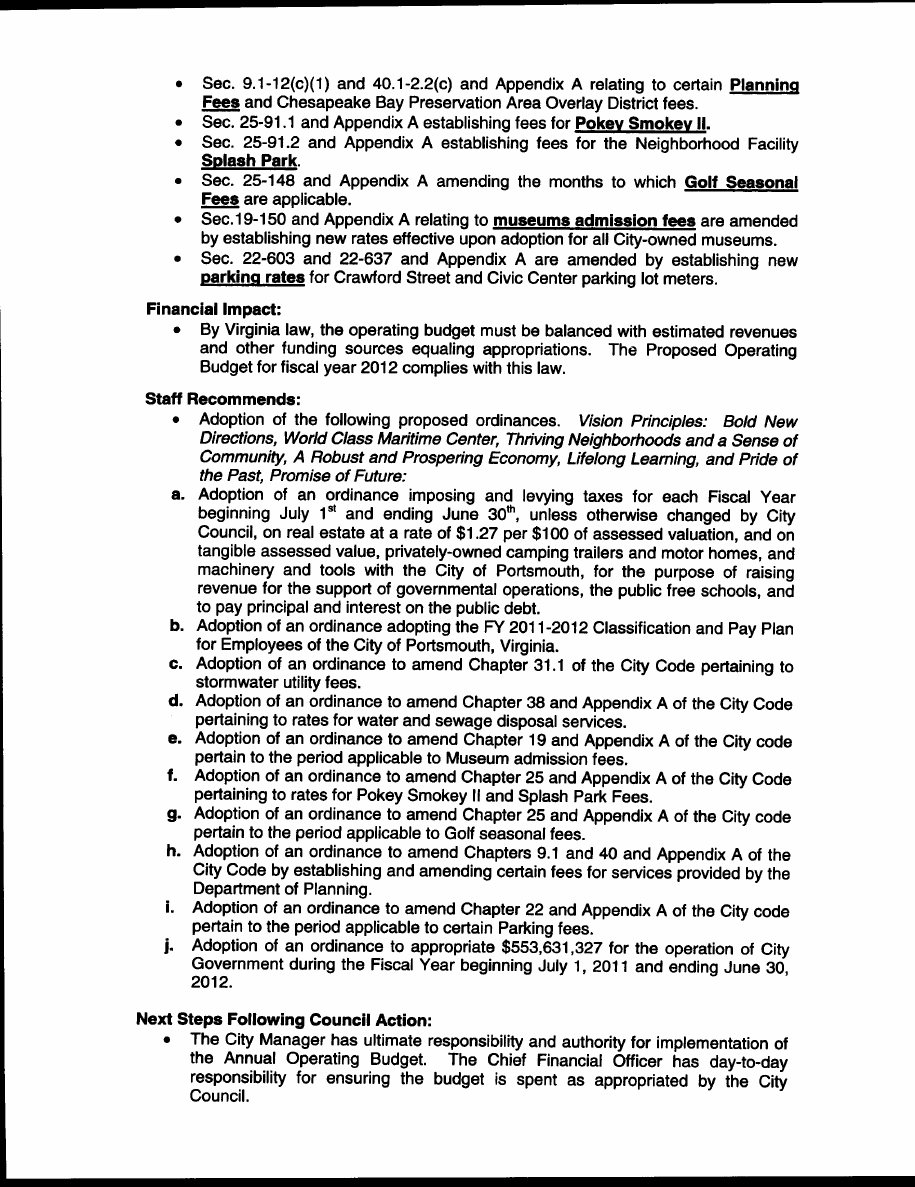 • Sec. 9.1-12(c)(1) and 40.1-2.2(c) and Appendix A relating to certain Planning
Fees and Chesapeake Bay Preservation Area Overlay District fees.
• Sec. 25-91.1 and Appendix A establishing fees for Pokey Smokey II.
• Sec. 25-91.2 and Appendix A establishing fees for the Neighborhood Facility
Splash Park.
• Sec. 25-148 and Appendix A amending the months to which Golf Seasonal
Fees are applicable.
• Sec.19-150 and Appendix A relating to museums admission fees are amended
by establishing new rates effective upon adoption for all City-owned museums.
• Sec. 22-603 and 22-637 and Appendix A are amended by establishing new
parking rates for Crawford Street and Civic Center parking lot meters.
Financial Impact:
• By Virginia law, the operating budget must be balanced with estimated revenues
and other funding sources equaling appropriations. The Proposed Operating
Budget for fiscal year 2012 complies with this law.
Staff Recommends:
• Adoption of the following proposed ordinances. Vision Principles: Bold New
Directions, World Class Maritime Center, Thriving Neighborhoods and a Sense of
Community, A Robust and Prospering Economy, Lifelong Learning, and Pride of
the Past, Promise of Future:
a. Adoption of an ordinance imposing and levying taxes for each Fiscal Year
beginning July 1st and ending June 30th, unless otherwise changed by City
Council, on real estate at a rate of $1.27 per $100 of assessed valuation, and on
tangible assessed value, privately-owned camping trailers and motor homes, and
machinery and tools with the City of Portsmouth, for the purpose of raising
revenue for the support of governmental operations, the public free schools, and
to pay principal and interest on the public debt.
b. Adoption of an ordinance adopting the FY 2011-2012 Classification and Pay Plan
for Employees of the City of Portsmouth, Virginia.
c. Adoption of an ordinance to amend Chapter 31.1 of the City Code pertaining to
stormwater utility fees.
d. Adoption of an ordinance to amend Chapter 38 and Appendix A of the City Code
pertaining to rates for water and sewage disposal services.
e. Adoption of an ordinance to amend Chapter 19 and Appendix A of the City code
pertain to the period applicable to Museum admission fees.
f. Adoption of an ordinance to amend Chapter 25 and Appendix A of the City Code
pertaining to rates for Pokey Smokey II and Splash Park Fees.
g. Adoption of an ordinance to amend Chapter 25 and Appendix A of the City code
pertain to the period applicable to Golf seasonal fees.
h. Adoption of an ordinance to amend Chapters 9.1 and 40 and Appendix A of the
City Code by establishing and amending certain fees for services provided by the
Department of Planning.
i. Adoption of an ordinance to amend Chapter 22 and Appendix A of the City code
pertain to the period applicable to certain Parking fees.
j. Adoption of an ordinance to appropriate $553,631,327 for the operation of City
Government during the Fiscal Year beginning July 1, 2011 and ending June 30,
2012.
Next Steps Following Council Action:
• The City Manager has ultimate responsibility and authority for implementation of
the Annual Operating Budget. The Chief Financial Officer has day-to-day
responsibility for ensuring the budget is spent as appropriated by the City
Council.